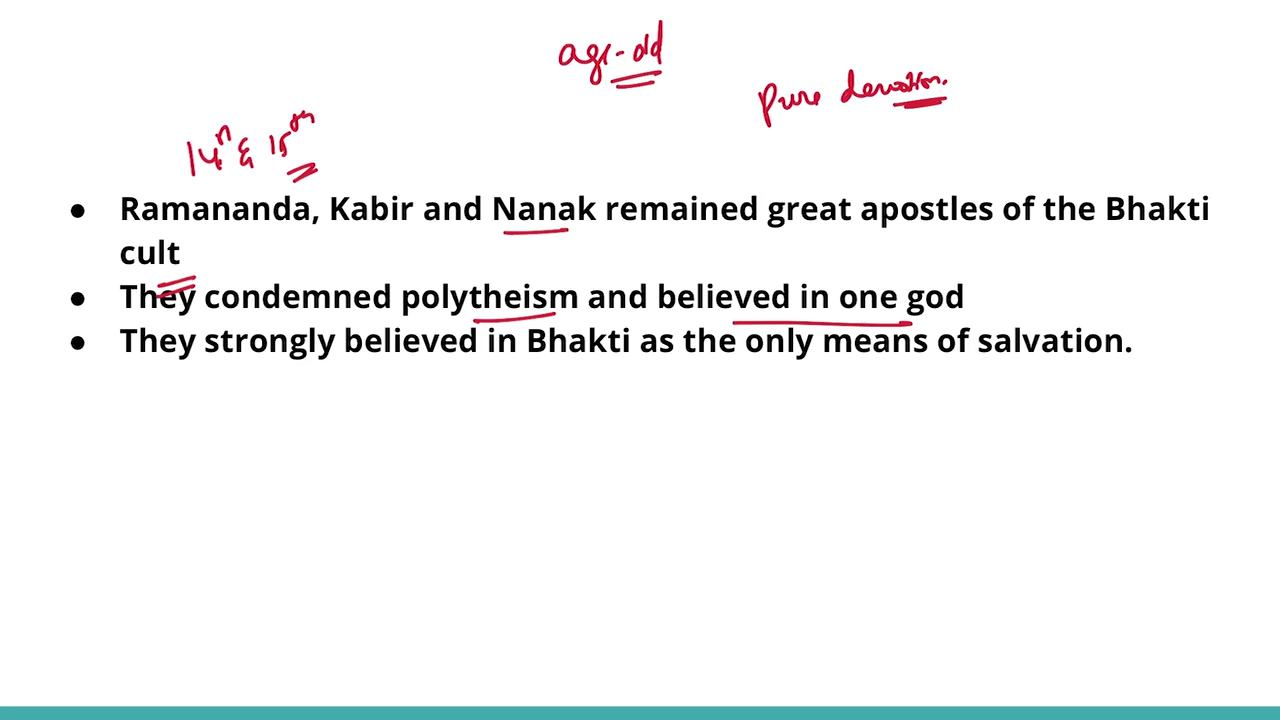 age-old
pure devotion.
14th & 15th
● Ramananda, Kabir and Nanak remained great apostles of the Bhakti
cult
● They condemned polytheism and believed in one god
● They strongly believed in Bhakti as the only means of salvation.